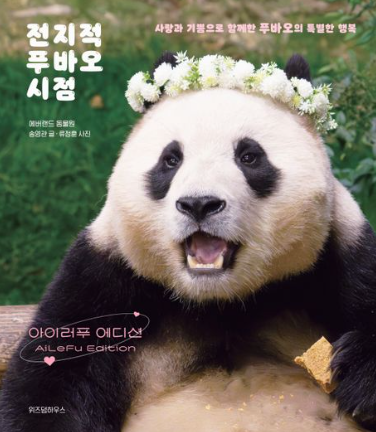 사랑과 기쁨으로 함께한 푸바오의 특별한 행복
전지적
푸바오
시점
에버랜드 동물원
송영관 글·류정훈 사진
아이러푸 에디션
AiLeFu Edition
위즈덤하우스